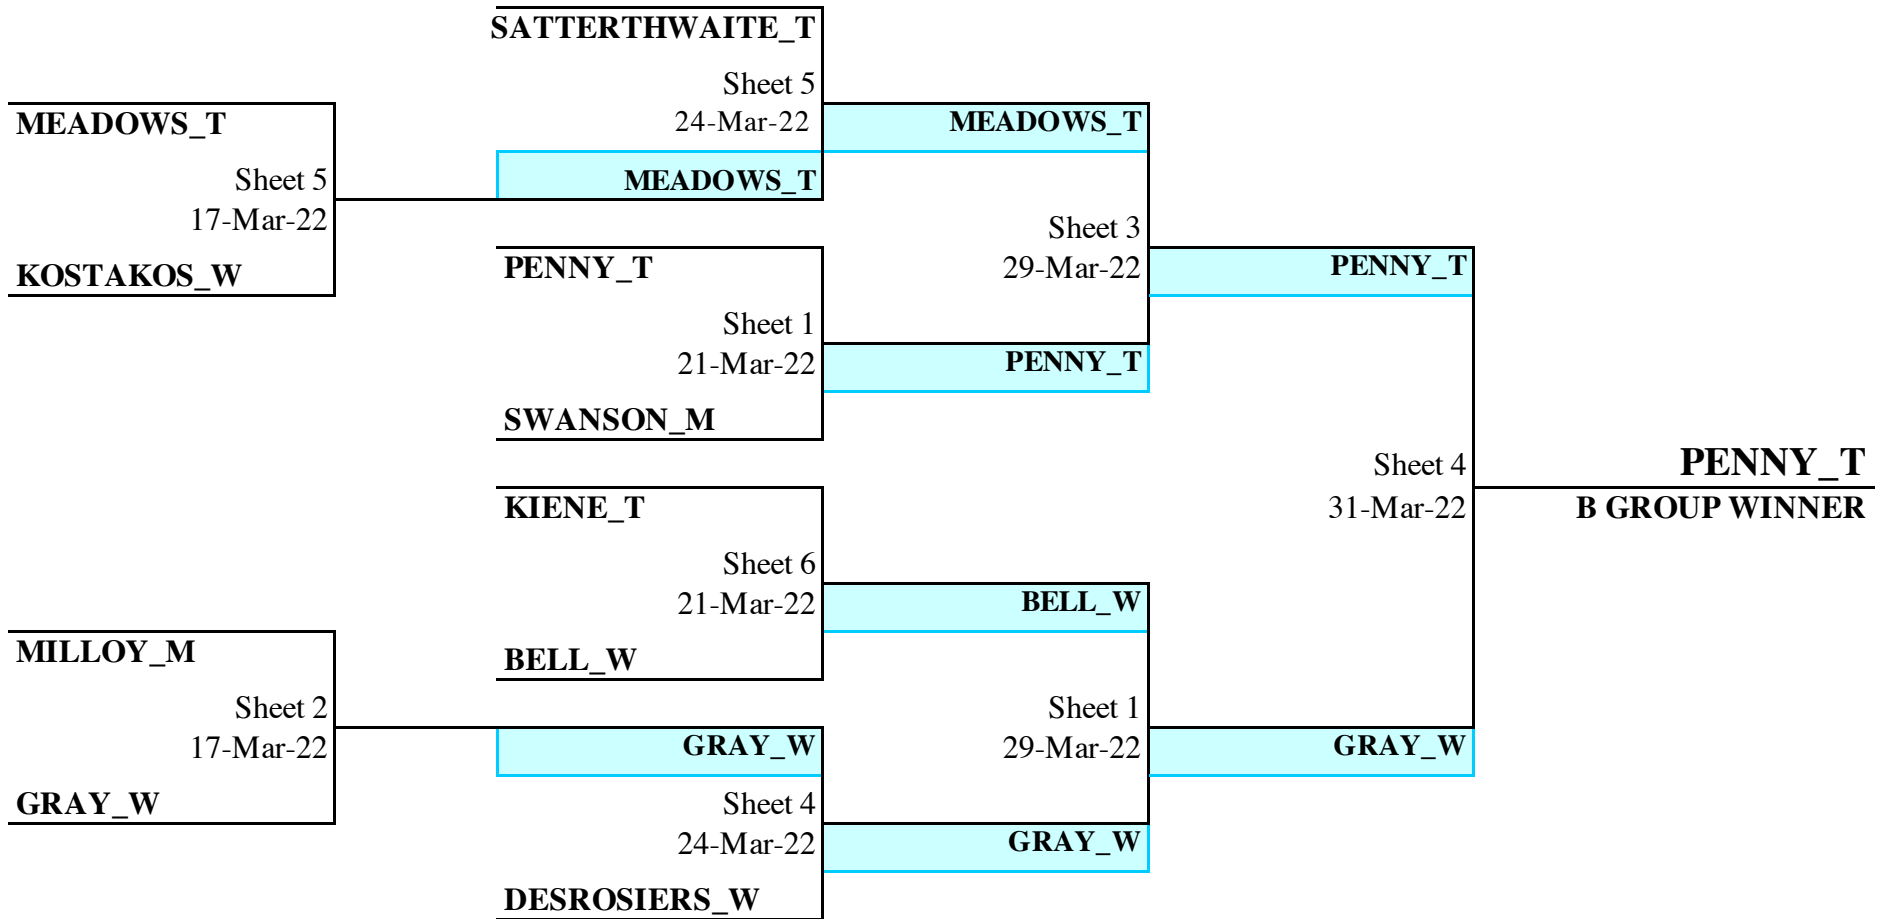 SATTERTHWAITE_T
Sheet 5
24-Mar-22
MEADOWS_T
MEADOWS_T
MEADOWS_T
Sheet 5
17-Mar-22
KOSTAKOS_W
PENNY_T
Sheet 1
21-Mar-22
SWANSON_M
Sheet 3
29-Mar-22
PENNY_T
PENNY_T
KIENE_T
Sheet 6
21-Mar-22
BELL_W
BELL_W
MILLOY_M
Sheet 2
17-Mar-22
GRAY_W
GRAY_W
Sheet 4
24-Mar-22
DESROSIERS_W
Sheet 1
29-Mar-22
GRAY_W
GRAY_W
Sheet 4
31-Mar-22
PENNY_T
B GROUP WINNER